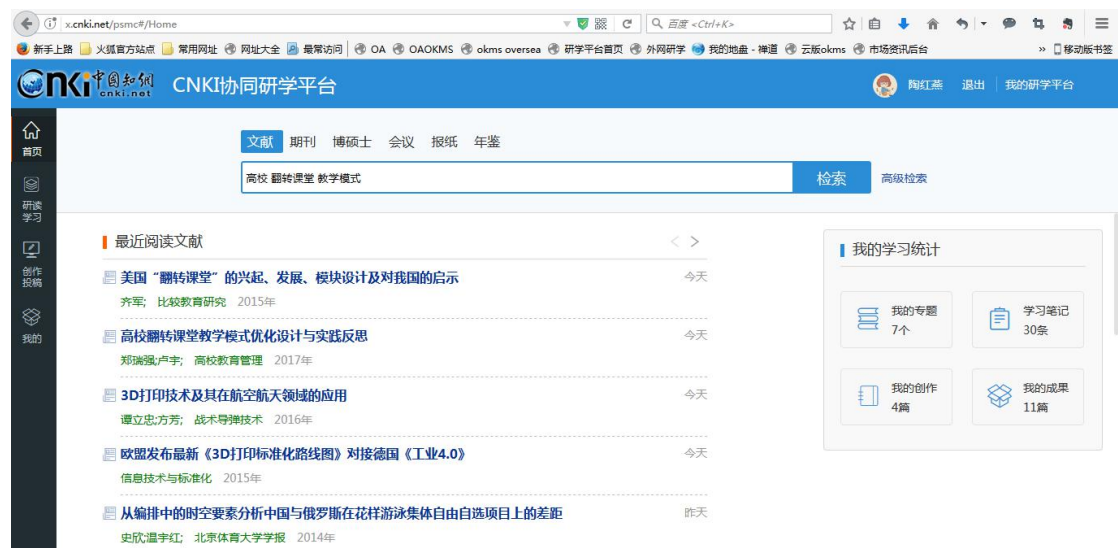 x.cnki.net/psmc#/Home
百度 <Ctrl+K>
新手上路 火狐官方站点 常用网址 网址大全 最常访问 OA OAOKMS okms oversea 研学平台首页 外网研学 我的地盘 - 禅道 云版okms 市场资讯后台 » 移动版书签
CNKi 中国知网 cnki.net CNKI协同研学平台 陶红燕 退出 我的研学平台
首页
研读
学习
创作
投稿
我的
文献 期刊 博硕士 会议 报纸 年鉴
高校 翻转课堂 教学模式 检索 高级检索
最近阅读文献 < >
美国“翻转课堂”的兴起、发展、模块设计及对我国的启示 今天
齐军; 比较教育研究 2015年
高校翻转课堂教学模式优化设计与实践反思 今天
郑瑞强;卢宇; 高校教育管理 2017年
3D打印技术及其在航空航天领域的应用 今天
谭立忠;方芳; 战术导弹技术 2016年
欧盟发布最新《3D打印标准化路线图》对接德国《工业4.0》 今天
信息技术与标准化 2015年
从编排中的时空要素分析中国与俄罗斯在花样游泳集体自由自选项目上的差距 昨天
史欣;温宇红; 北京体育大学学报 2014年
我的学习统计
我的专题
7个
学习笔记
30条
我的创作
4篇
我的成果
11篇